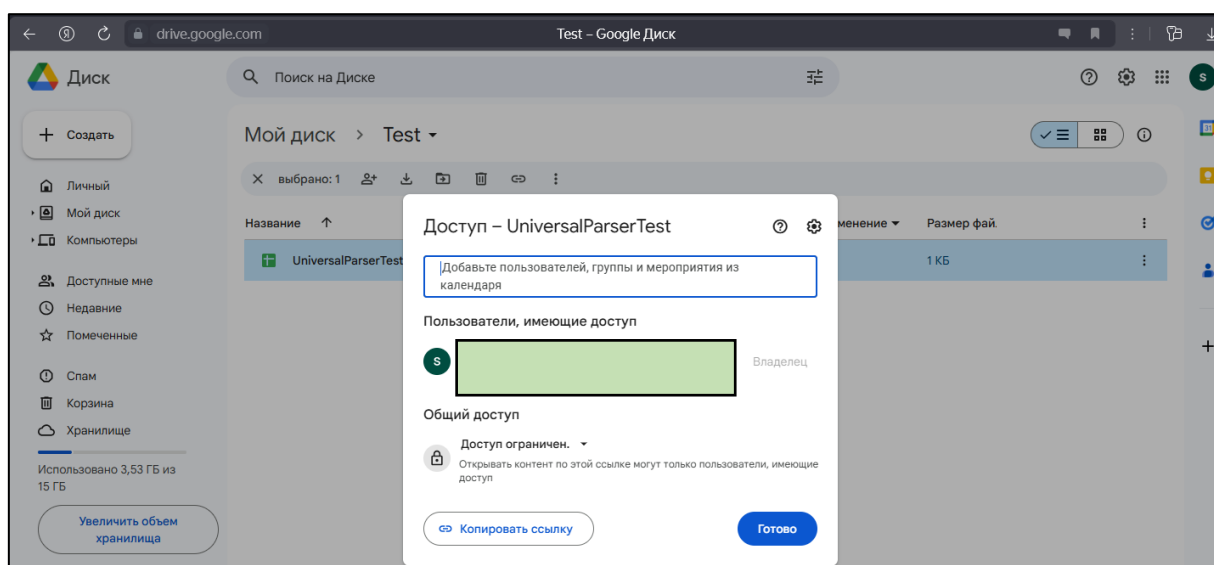 drive.google.com
Test – Google Диск
Диск
Поиск на Диске
S
Создать
Мой диск > Test
31
выбрано: 1
Личный
Мой диск
Компьютеры
Доступные мне
Недавние
Помеченные
Спам
Корзина
Хранилище
Использовано 3,53 ГБ из
15 ГБ
Увеличить объем
хранилища
Название
менение
Размер фай.
UniversalParserTest
1 КБ
Доступ – UniversalParserTest
Добавьте пользователей, группы и мероприятия из
календаря
Пользователи, имеющие доступ
S
Владелец
Общий доступ
Доступ ограничен.
Открывать контент по этой ссылке могут только пользователи, имеющие
доступ
Копировать ссылку
Готово